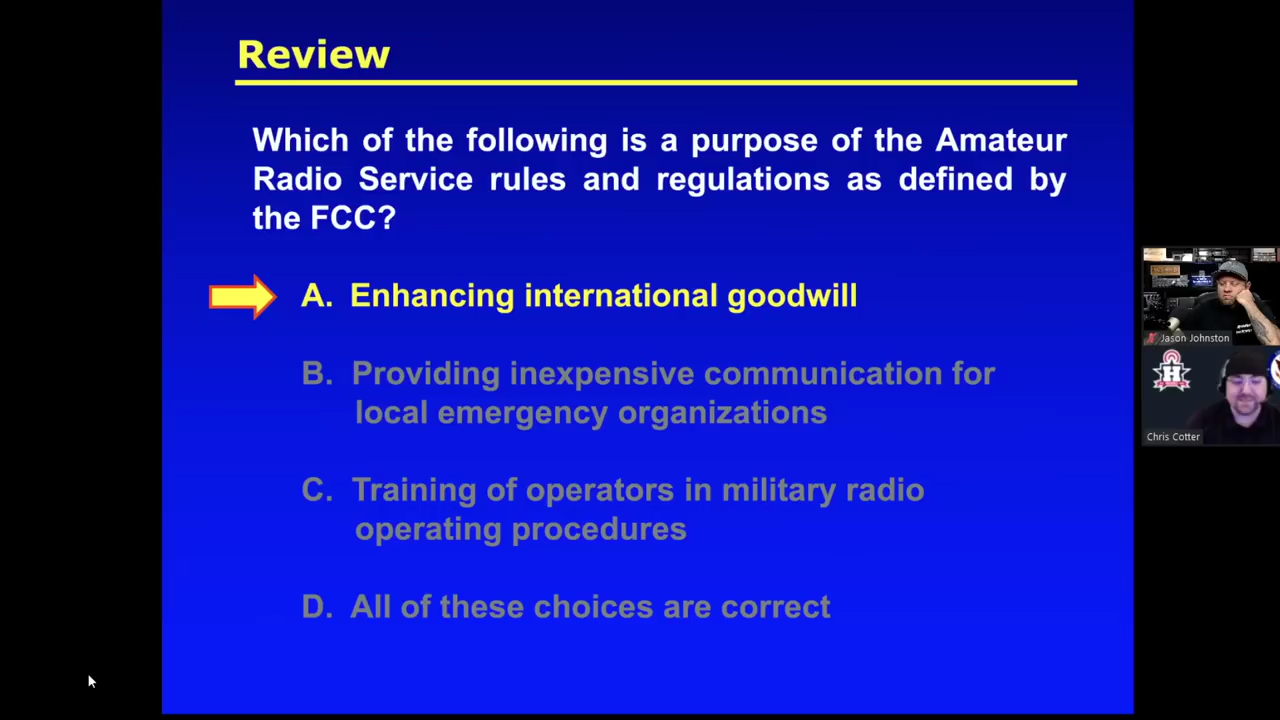 Review
Which of the following is a purpose of the Amateur
Radio Service rules and regulations as defined by
the FCC?
A. Enhancing international goodwill
B. Providing inexpensive communication for
local emergency organizations
C. Training of operators in military radio
operating procedures
D. All of these choices are correct
Jason Johnston
H
Chris Cotter